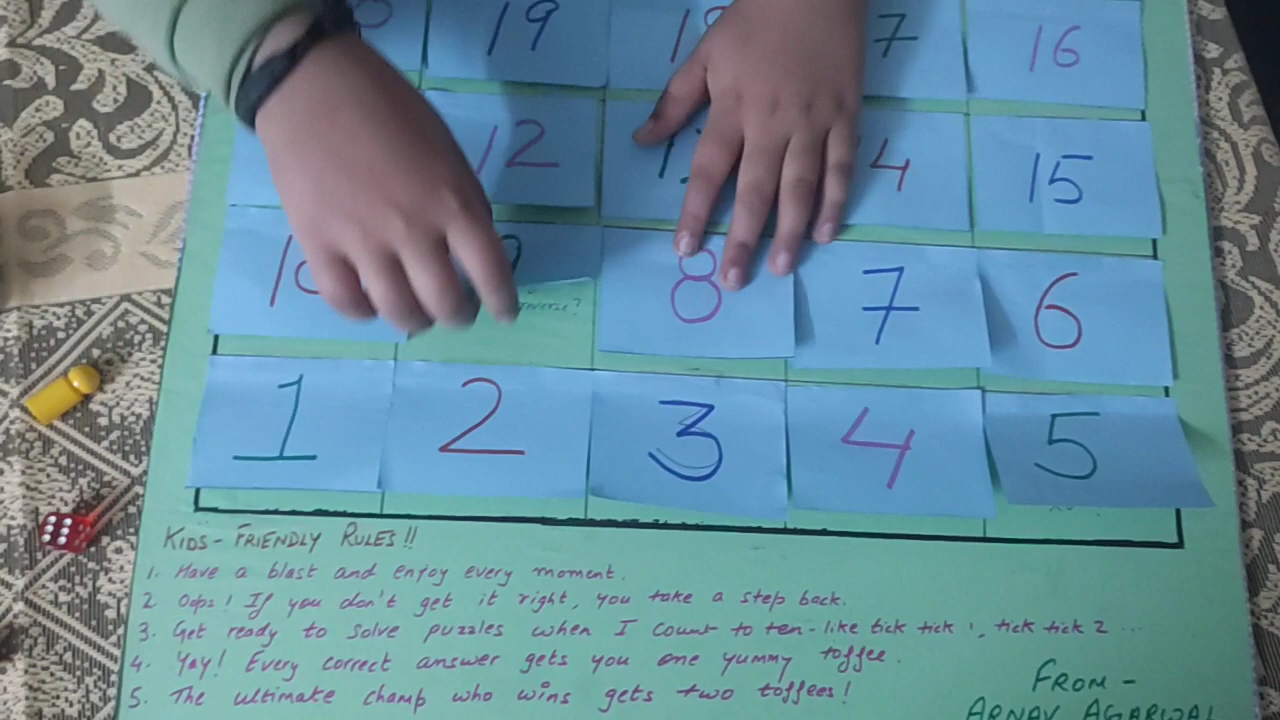 19 16
12 4 15
10 8 7 6
1 2 3 4 5
KIDS-FRIENDLY RULES!!
1. Have a blast and enjoy every moment.
2 Oops! If you don't get it right, you take a step back.
3. Get ready to solve puzzles when I count to ten-like tick tick 1, tick tick 2 ...
4. Yay! Every correct answer gets you one yummy toffee.
5. The ultimate champ who wins gets two toffees!
FROM-
ARNAV AGARWAL